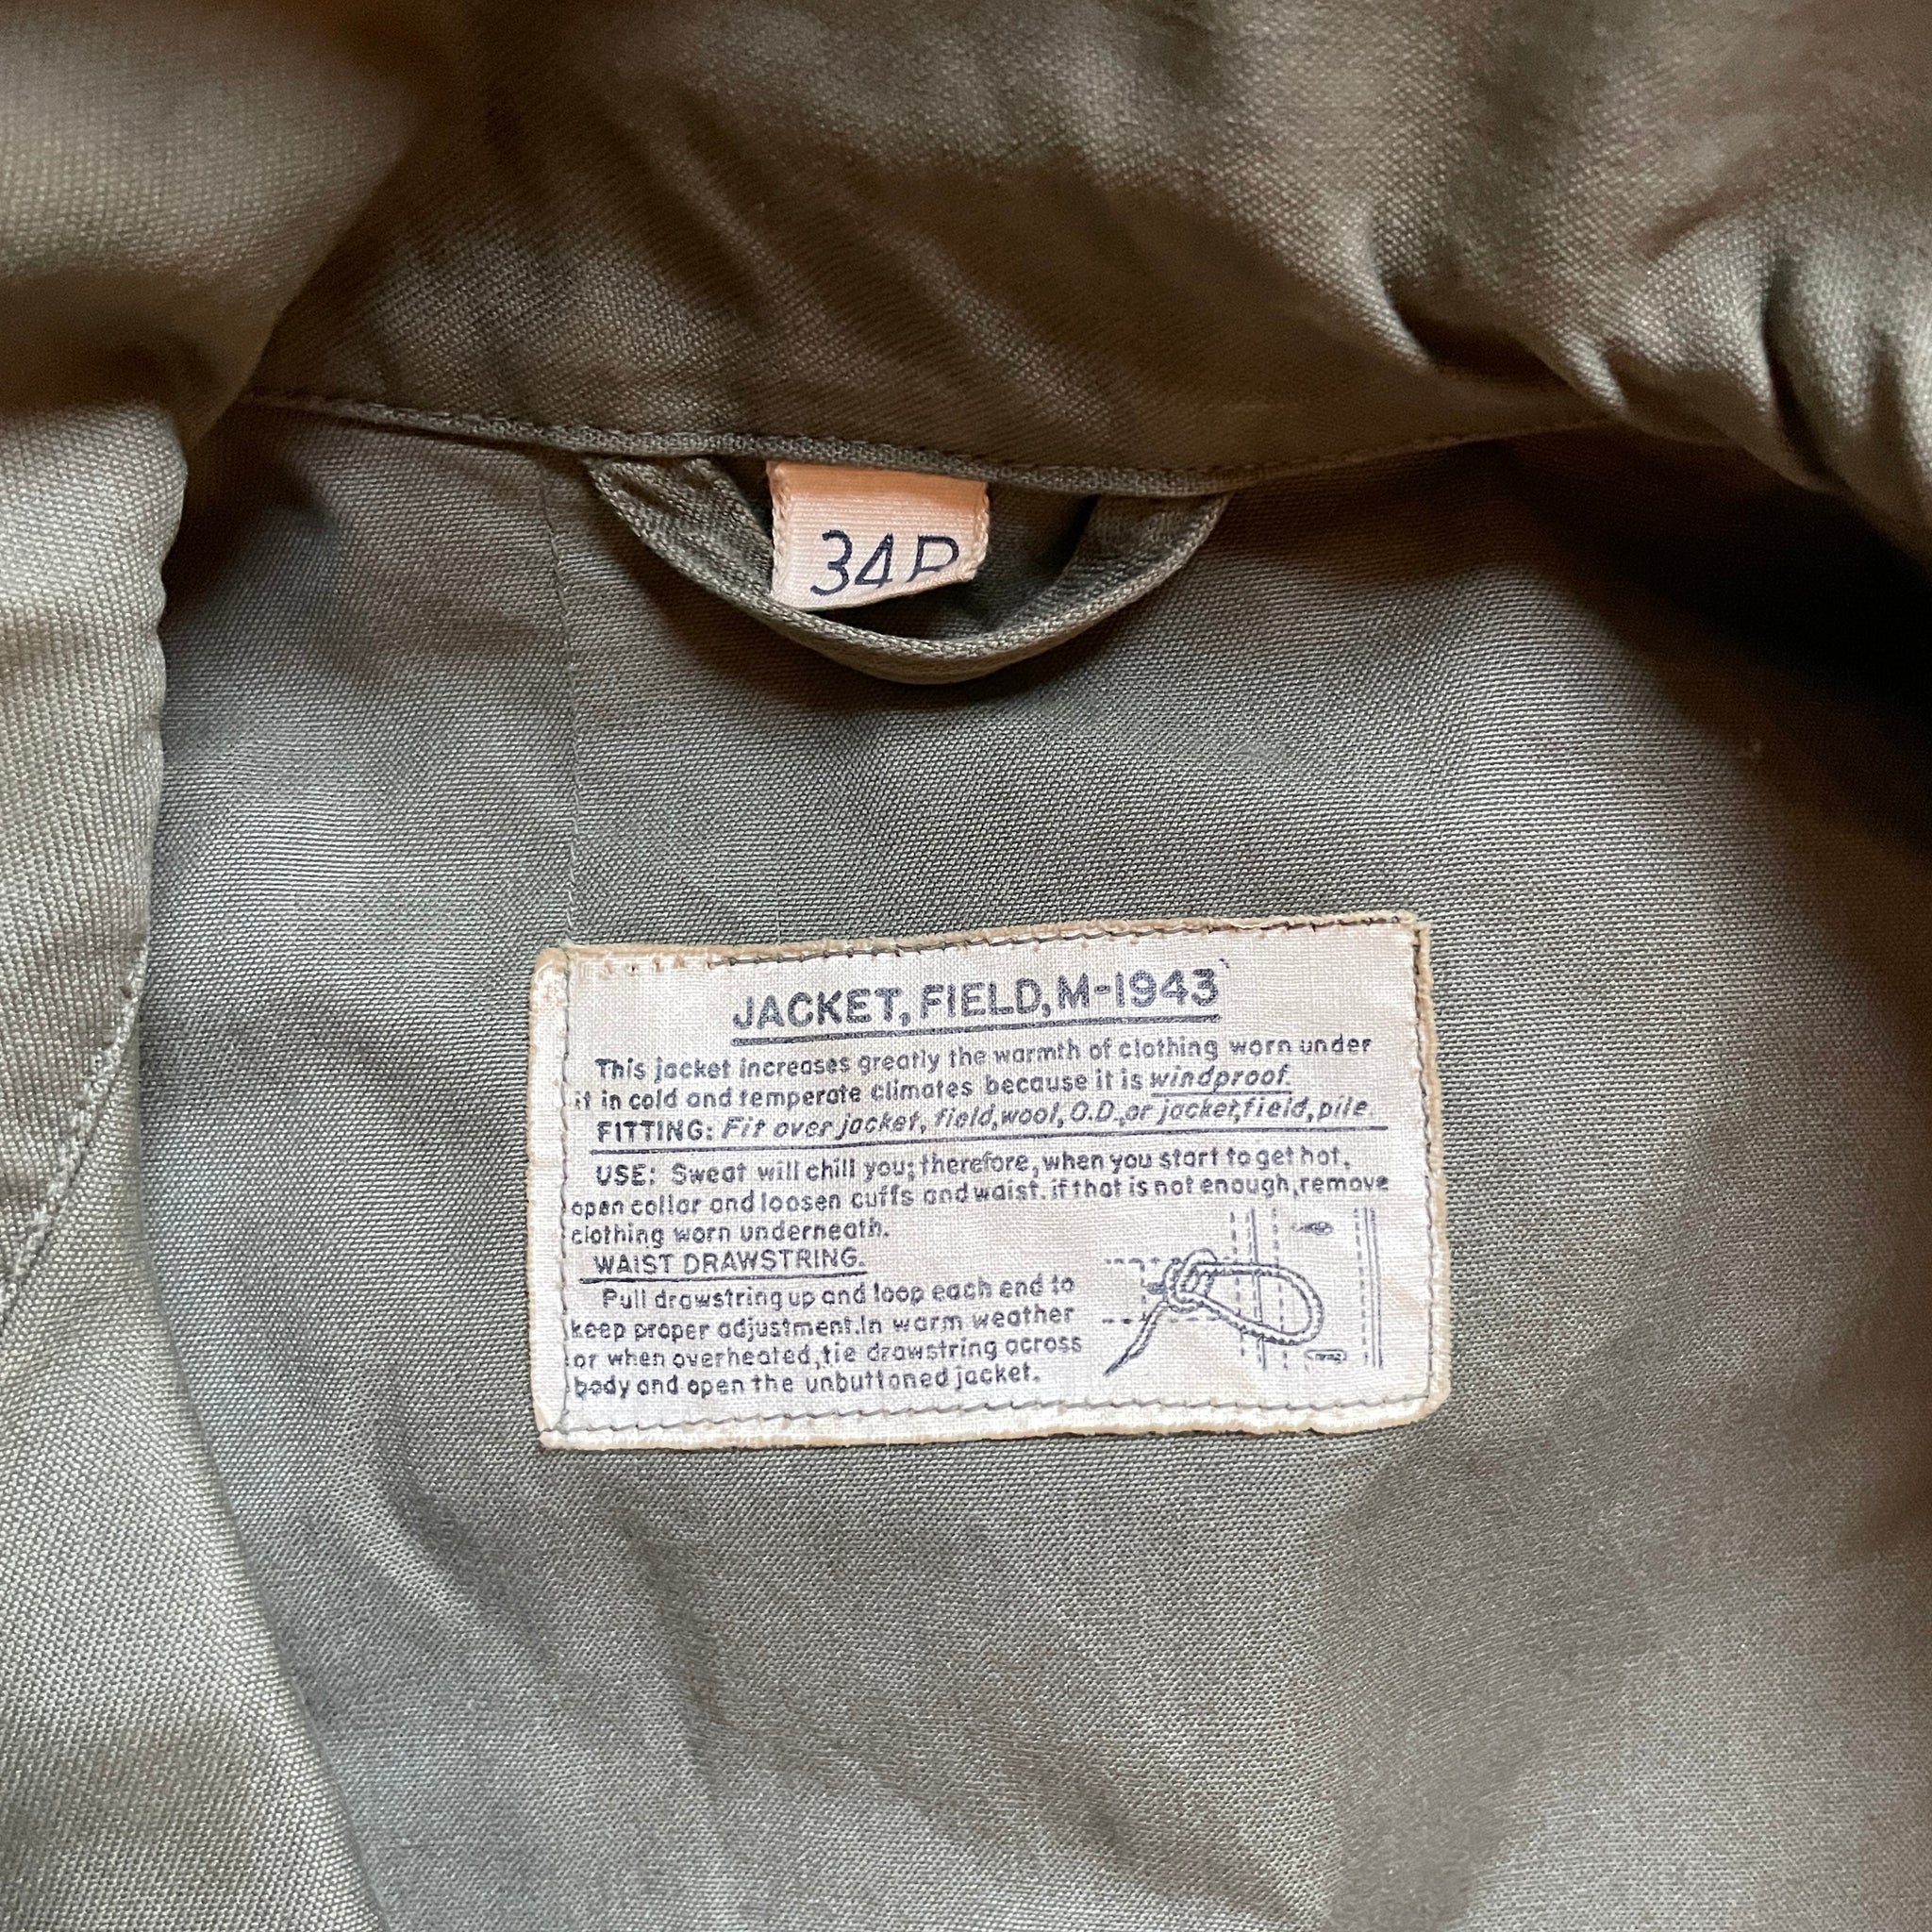 34R
JACKET, FIELD, M-1943
This jacket increases greatly the warmth of clothing worn under
it in cold and temperate climates because it is windproof.
FITTING: Fit over jacket, field, wool, O.D., or jacket, field, pile.
USE: Sweat will chill you; therefore, when you start to get hot,
open collar and loosen cuffs and waist. if that is not enough, remove
clothing worn underneath.
WAIST DRAWSTRING.
Pull drawstring up and loop each end to
keep proper adjustment. In warm weather
or when overheated, tie drawstring across
body and open the unbuttoned jacket.